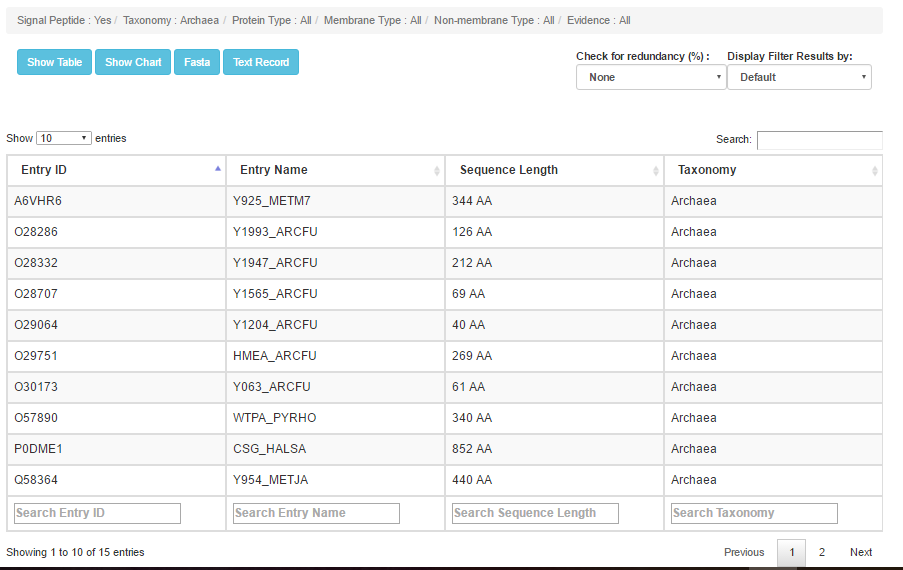 Signal Peptide : Yes / Taxonomy : Archaea / Protein Type : All / Membrane Type : All / Non-membrane Type : All / Evidence : All
Show Table Show Chart Fasta Text Record
Check for redundancy (%) : Display Filter Results by:
None Default
Show 10 entries Search:
Entry ID Entry Name Sequence Length Taxonomy
A6VHR6 Y925_METM7 344 AA Archaea
O28286 Y1993_ARCFU 126 AA Archaea
O28332 Y1947_ARCFU 212 AA Archaea
O28707 Y1565_ARCFU 69 AA Archaea
O29064 Y1204_ARCFU 40 AA Archaea
O29751 HMEA_ARCFU 269 AA Archaea
O30173 Y063_ARCFU 61 AA Archaea
O57890 WTPA_PYRHO 340 AA Archaea
P0DME1 CSG_HALSA 852 AA Archaea
Q58364 Y954_METJA 440 AA Archaea
Search Entry ID Search Entry Name Search Sequence Length Search Taxonomy
Showing 1 to 10 of 15 entries Previous 1 2 Next